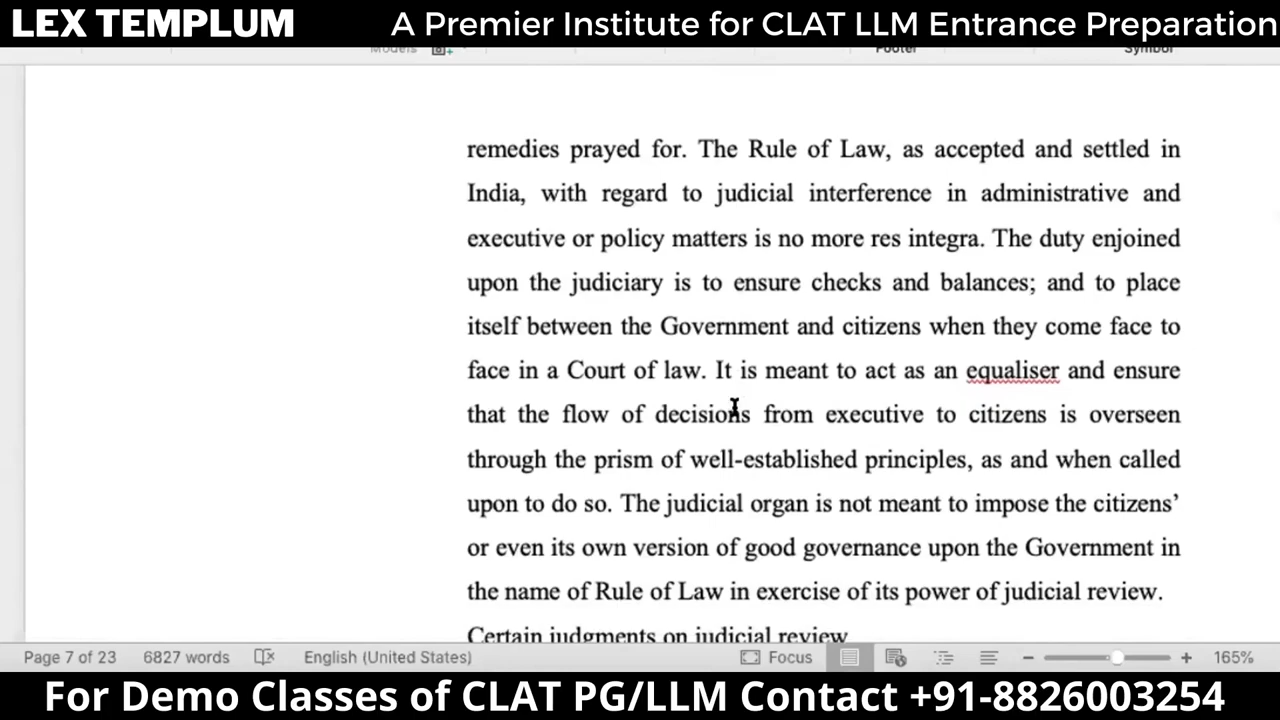 LEX TEMPLUM
A Premier Institute for CLAT LLM Entrance Preparation
Models
Footer
Symbol
remedies prayed for. The Rule of Law, as accepted and settled in
India, with regard to judicial interference in administrative and
executive or policy matters is no more res integra. The duty enjoined
upon the judiciary is to ensure checks and balances; and to place
itself between the Government and citizens when they come face to
face in a Court of law. It is meant to act as an equaliser and ensure
that the flow of decisions from executive to citizens is overseen
through the prism of well-established principles, as and when called
upon to do so. The judicial organ is not meant to impose the citizens’
or even its own version of good governance upon the Government in
the name of Rule of Law in exercise of its power of judicial review.
Certain judgments on judicial review
Page 7 of 23
6827 words
English (United States)
Focus
165%
For Demo Classes of CLAT PG/LLM Contact +91-8826003254